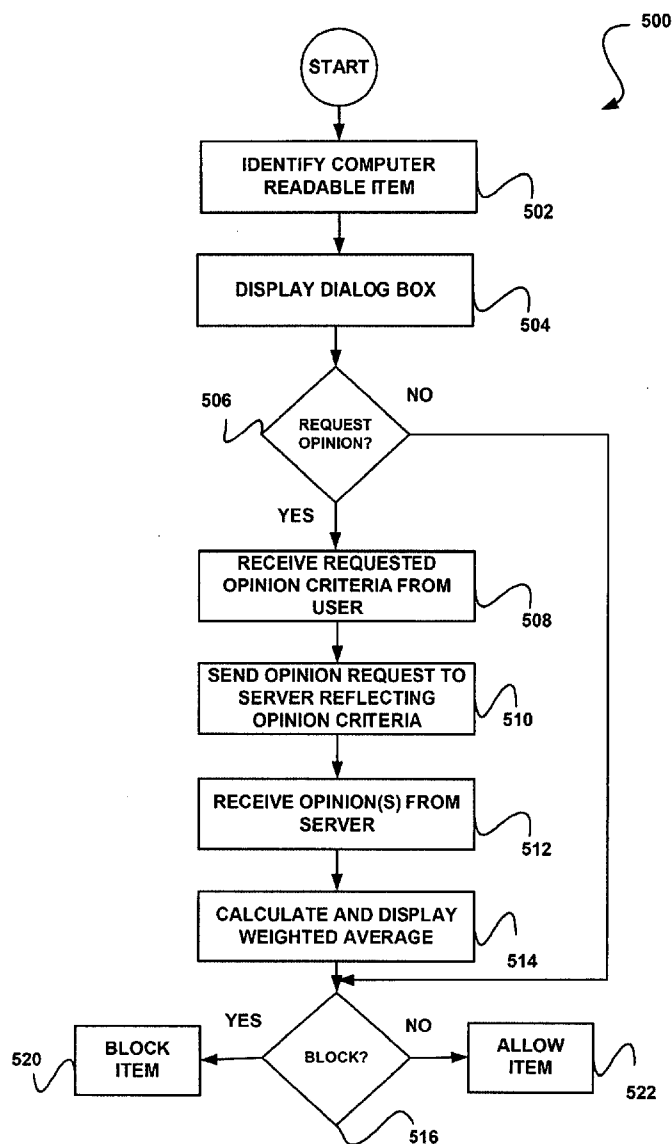 500
START
IDENTIFY COMPUTER
READABLE ITEM
502
DISPLAY DIALOG BOX
504
506
NO
REQUEST
OPINION?
YES
RECEIVE REQUESTED
OPINION CRITERIA FROM
USER
508
SEND OPINION REQUEST TO
SERVER REFLECTING
OPINION CRITERIA
510
RECEIVE OPINION(S) FROM
SERVER
512
CALCULATE AND DISPLAY
WEIGHTED AVERAGE
514
YES
NO
520
BLOCK
ITEM
BLOCK?
ALLOW
ITEM
522
516